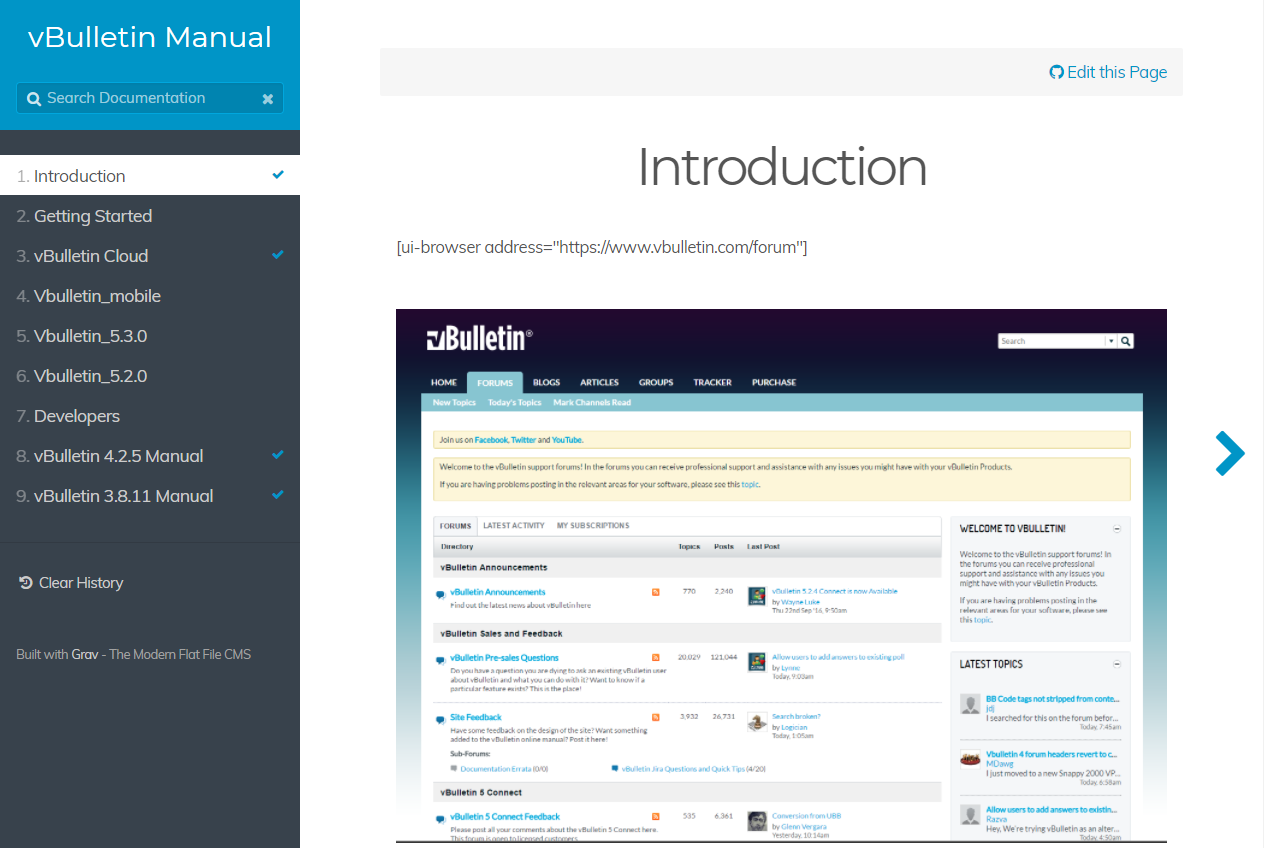 vBulletin Manual
Search Documentation
1. Introduction
2. Getting Started
3. vBulletin Cloud
4. Vbulletin_mobile
5. Vbulletin_5.3.0
6. Vbulletin_5.2.0
7. Developers
8. vBulletin 4.2.5 Manual
9. vBulletin 3.8.11 Manual
Clear History
Built with Grav - The Modern Flat File CMS
Edit this Page
Introduction
[ui-browser address="https://www.vbulletin.com/forum"]
vBulletin®
Search
HOME FORUMS BLOGS ARTICLES GROUPS TRACKER PURCHASE
New Topics Today's Topics Mark Channels Read
Join us on Facebook, Twitter and YouTube.
Welcome to the vBulletin support forums! In the forums you can receive professional support and assistance with any issues you might have with your vBulletin Products.
If you are having problems posting in the relevant areas for your software, please see this topic.
FORUMS LATEST ACTIVITY MY SUBSCRIPTIONS
Directory Topics Posts Last Post
vBulletin Announcements
vBulletin Announcements 770 2,240 vBulletin 5.2.4 Connect is now Available
Find out the latest news about vBulletin here by Wayne Luke
Thu 22nd Sep '16, 9:50am
vBulletin Sales and Feedback
vBulletin Pre-sales Questions 20,029 121,044 Allow users to add answers to existing poll
Do you have a question you are dying to ask an existing vBulletin user by Lynne
about vBulletin and what you can do with it? Want to know if a Today, 9:03am
particular feature exists? This is the place!
Site Feedback 3,932 26,731 Search broken?
Have some feedback on the design of the site? Want something by Logician
added to the vBulletin online manual? Post it here! Today, 1:05am
Sub-Forums:
Documentation Errata (0/0) vBulletin Jira Questions and Quick Tips (4/20)
vBulletin 5 Connect
vBulletin 5 Connect Feedback 535 6,361 Conversion from UBB
Please post all your comments about the vBulletin 5 Connect here. by Glenn Vergara
This forum is open to licensed customers. Yesterday, 10:14am
WELCOME TO VBULLETIN!
Welcome to the vBulletin support forums! In
the forums you can receive professional
support and assistance with any issues you
might have with your vBulletin Products.
If you are having problems posting in the
relevant areas for your software, please see
this topic.
LATEST TOPICS
BB Code tags not stripped from conte...
jdj
I searched for this on the forum befor...
Today, 7:45am
Vbulletin 4 forum headers revert to c...
MDawg
I just moved to a new Snappy 2000 VP...
Today, 6:58am
Allow users to add answers to existin...
Razva
Hey, We're trying vBulletin as an alter...
Today, 4:50am